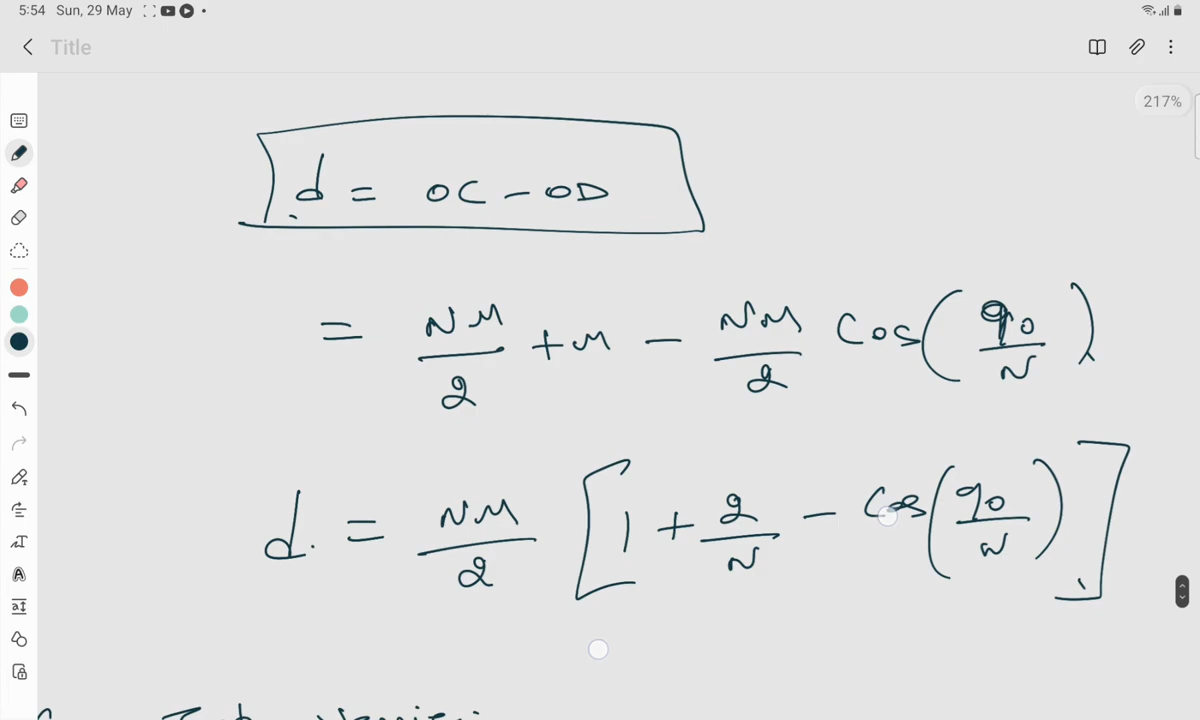 5:54 Sun, 29 May
Title
217%
d = OC - OD
= NM/2 + M - NM/2 Cos(90/N)
d = NM/2 [1 + 2/N - Cos(90/N)]